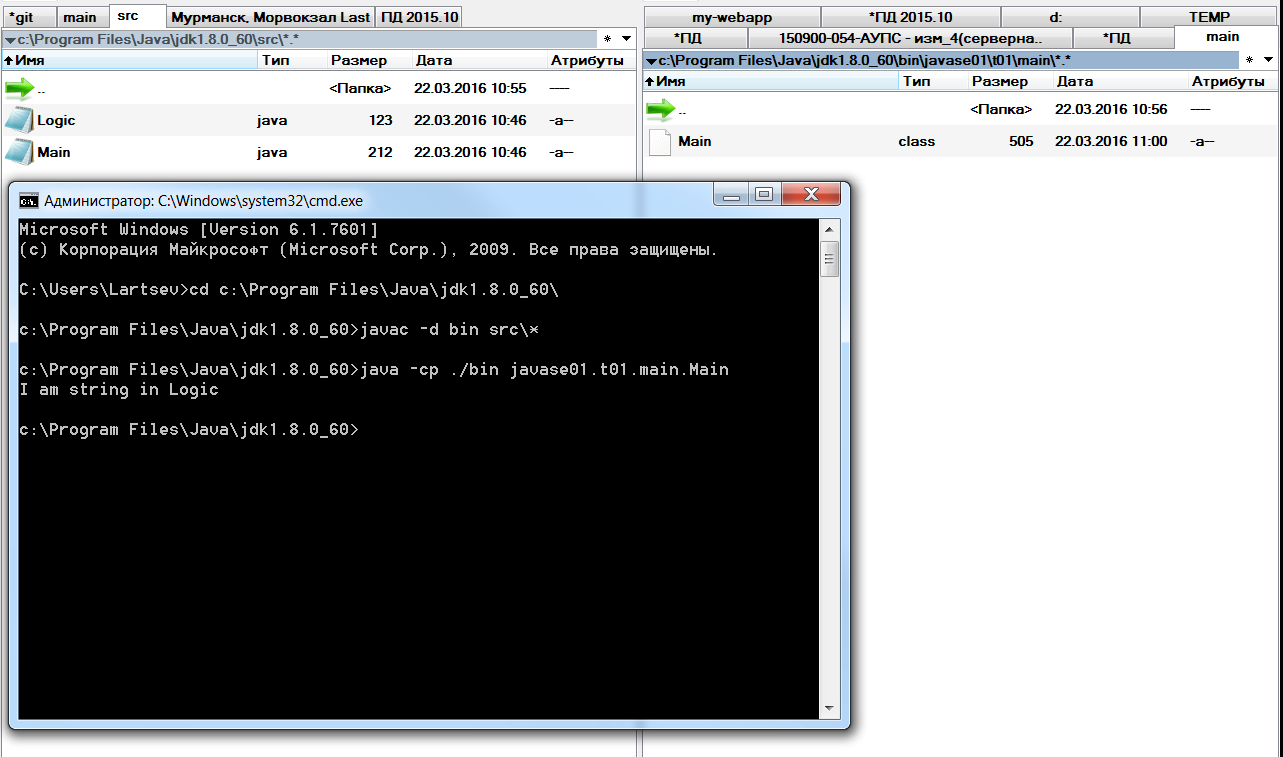 *git main src Мурманск, Морвокзал Last ПД 2015.10
c:\Program Files\Java\jdk1.8.0_60\src\*.* *
Имя Тип Размер Дата Атрибуты
.. <Папка> 22.03.2016 10:55 ----
Logic java 123 22.03.2016 10:46 -a--
Main java 212 22.03.2016 10:46 -a--
my-webapp *ПД 2015.10 d: TEMP
*ПД 150900-054-АУПС - изм_4(серверна.. *ПД main
c:\Program Files\Java\jdk1.8.0_60\bin\javase01\t01\main\*.* *
Имя Тип Размер Дата Атрибуты
.. <Папка> 22.03.2016 10:56 ----
Main class 505 22.03.2016 11:00 -a--
Администратор: C:\Windows\system32\cmd.exe
Microsoft Windows [Version 6.1.7601]
(c) Корпорация Майкрософт (Microsoft Corp.), 2009. Все права защищены.
C:\Users\Lartsev>cd c:\Program Files\Java\jdk1.8.0_60\
c:\Program Files\Java\jdk1.8.0_60>javac -d bin src\*
c:\Program Files\Java\jdk1.8.0_60>java -cp ./bin javase01.t01.main.Main
I am string in Logic
c:\Program Files\Java\jdk1.8.0_60>